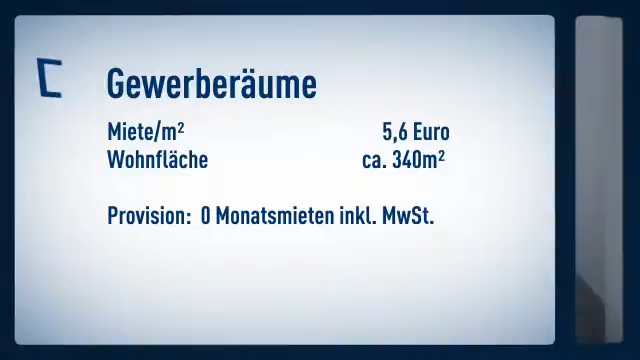 Gewerberäume
Miete/m² 5,6 Euro
Wohnfläche ca. 340m²
Provision: 0 Monatsmieten inkl. MwSt.